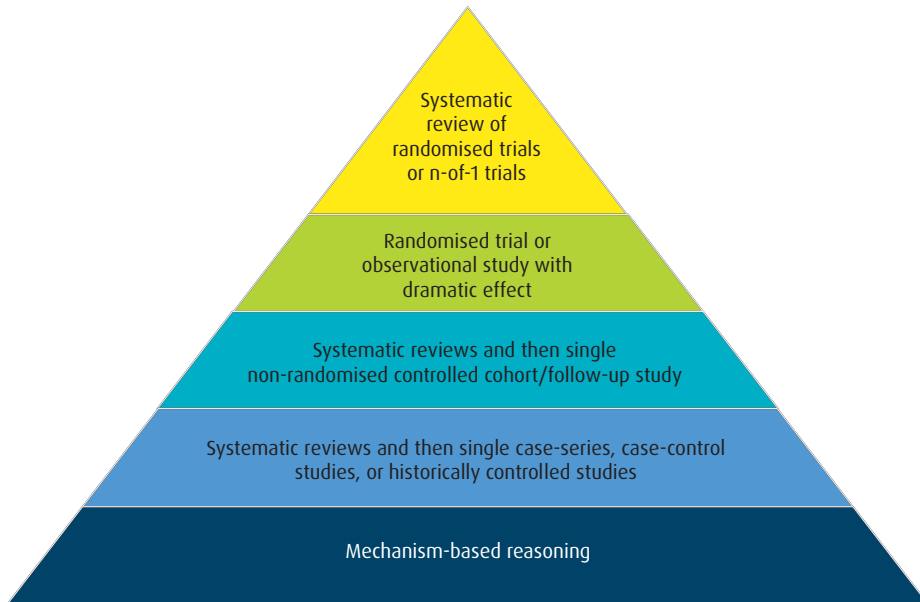 Systematic
review of
randomised trials
or n-of-1 trials
Randomised trial or
observational study with
dramatic effect
Systematic reviews and then single
non-randomised controlled cohort/follow-up study
Systematic reviews and then single case-series, case-control
studies, or historically controlled studies
Mechanism-based reasoning